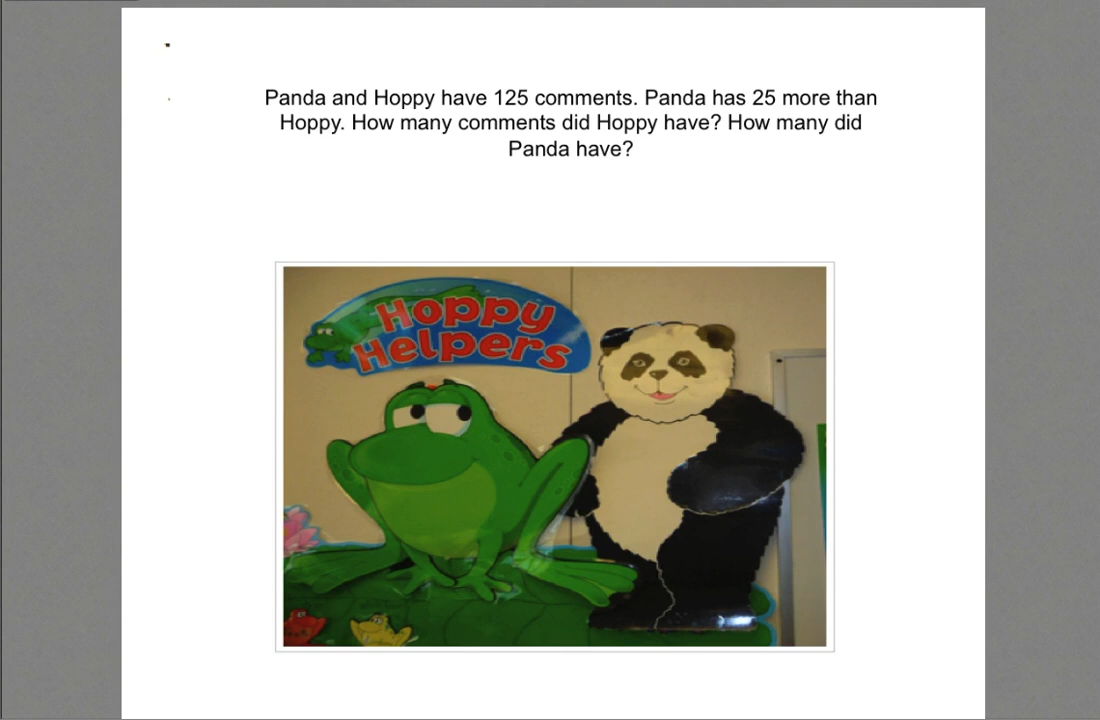 Panda and Hoppy have 125 comments. Panda has 25 more than
Hoppy. How many comments did Hoppy have? How many did
Panda have?
Hoppy
Helpers